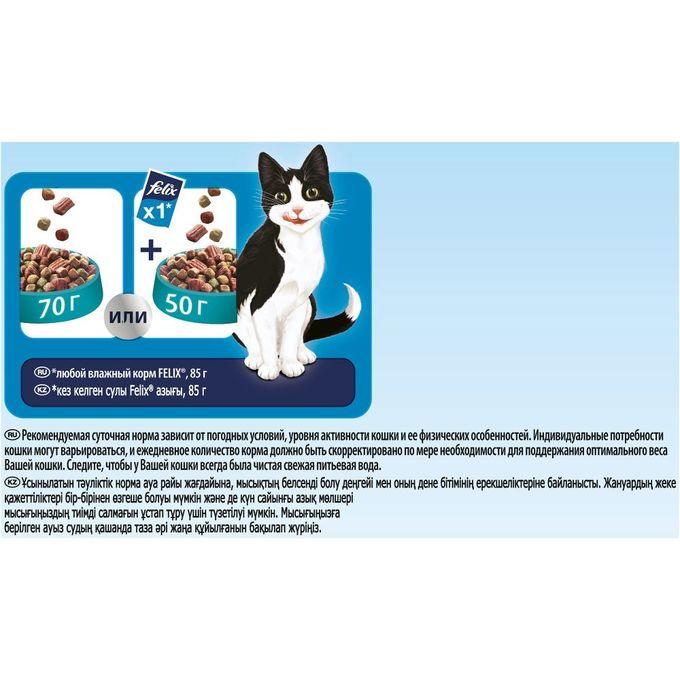 felix
x1*
+
70 г
или
50 г
RU *любой влажный корм FELIX®, 85 г
KZ *кез келген сулы Felix® азығы, 85 г
RU Рекомендуемая суточная норма зависит от погодных условий, уровня активности кошки и ее физических особенностей. Индивидуальные потребности
кошки могут варьироваться, и ежедневное количество корма должно быть скорректировано по мере необходимости для поддержания оптимального веса
Вашей кошки. Следите, чтобы у Вашей кошки всегда была чистая свежая питьевая вода.
KZ Ұсынылатын тәуліктік норма ауа райы жағдайына, мысықтың белсенді болу деңгейі мен оның дене бітімінің ерекшеліктеріне байланысты. Жануардың жеке
қажеттіліктері бір-бірінен өзгеше болуы мүмкін және де күн сайынғы азық мөлшері
мысығыңыздың тиімді салмағын ұстап тұру үшін түзетілуі мүмкін. Мысығыңызға
берілген ауыз судың қашанда таза әрі жаңа құйылғанын бақылап жүріңіз.